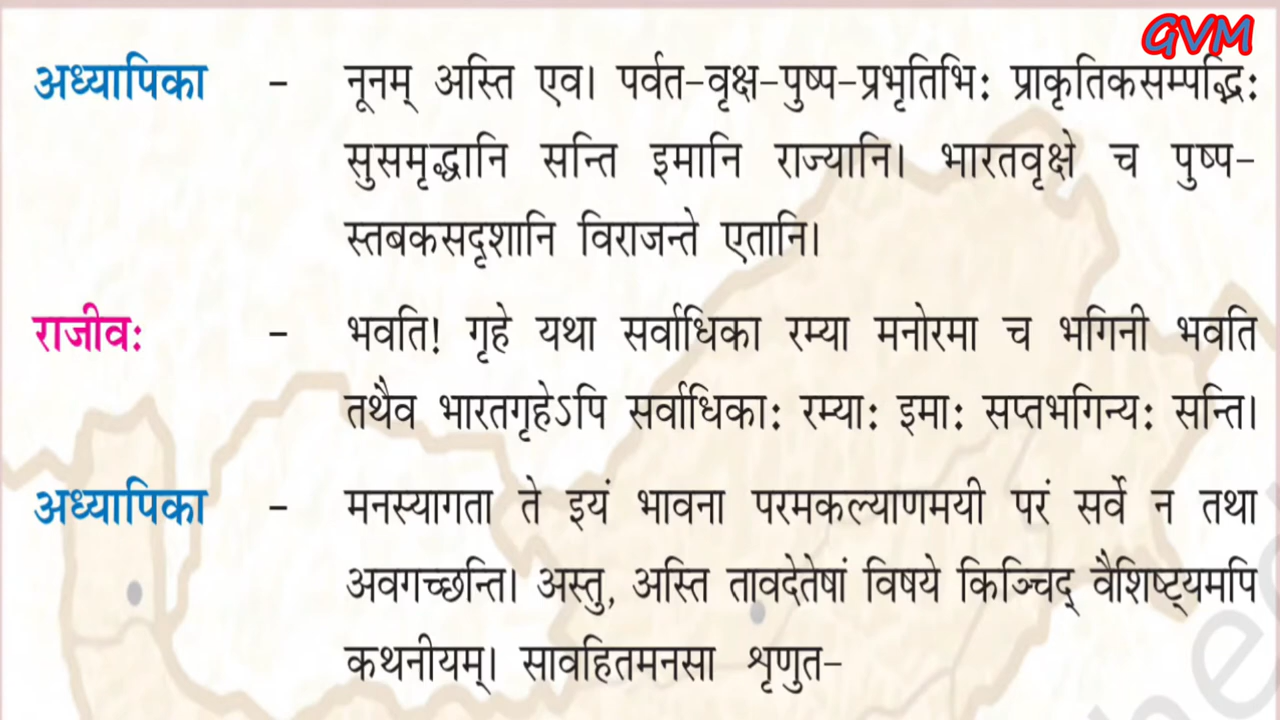 GVM
अध्यापिका - नूनम् अस्ति एव। पर्वत-वृक्ष-पुष्प-प्रभृतिभिः प्राकृतिकसम्पद्भिः
सुसमृद्धानि सन्ति इमानि राज्यानि। भारतवृक्षे च पुष्प-
स्तबकसदृशानि विराजन्ते एतानि।
राजीवः - भवति! गृहे यथा सर्वाधिका रम्या मनोरमा च भगिनी भवति
तथैव भारतगृहेऽपि सर्वाधिकाः रम्याः इमाः सप्तभगिन्यः सन्ति।
अध्यापिका - मनस्यागता ते इयं भावना परमकल्याणमयी परं सर्वे न तथा
अवगच्छन्ति। अस्तु, अस्ति तावदेतेषां विषये किञ्चिद् वैशिष्ट्यमपि
कथनीयम्। सावहितमनसा शृणुत-